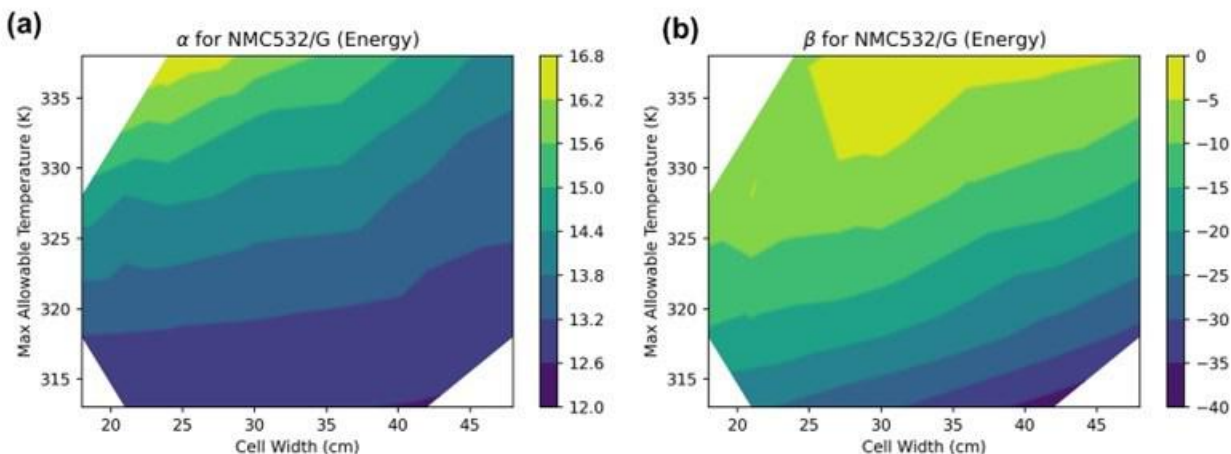 (a)
α for NMC532/G (Energy)
Max Allowable Temperature (K)
335
330
325
320
315
20 25 30 35 40 45
Cell Width (cm)
16.8
16.2
15.6
15.0
14.4
13.8
13.2
12.6
12.0
(b)
β for NMC532/G (Energy)
Max Allowable Temperature (K)
335
330
325
320
315
20 25 30 35 40 45
Cell Width (cm)
0
−5
−10
−15
−20
−25
−30
−35
−40